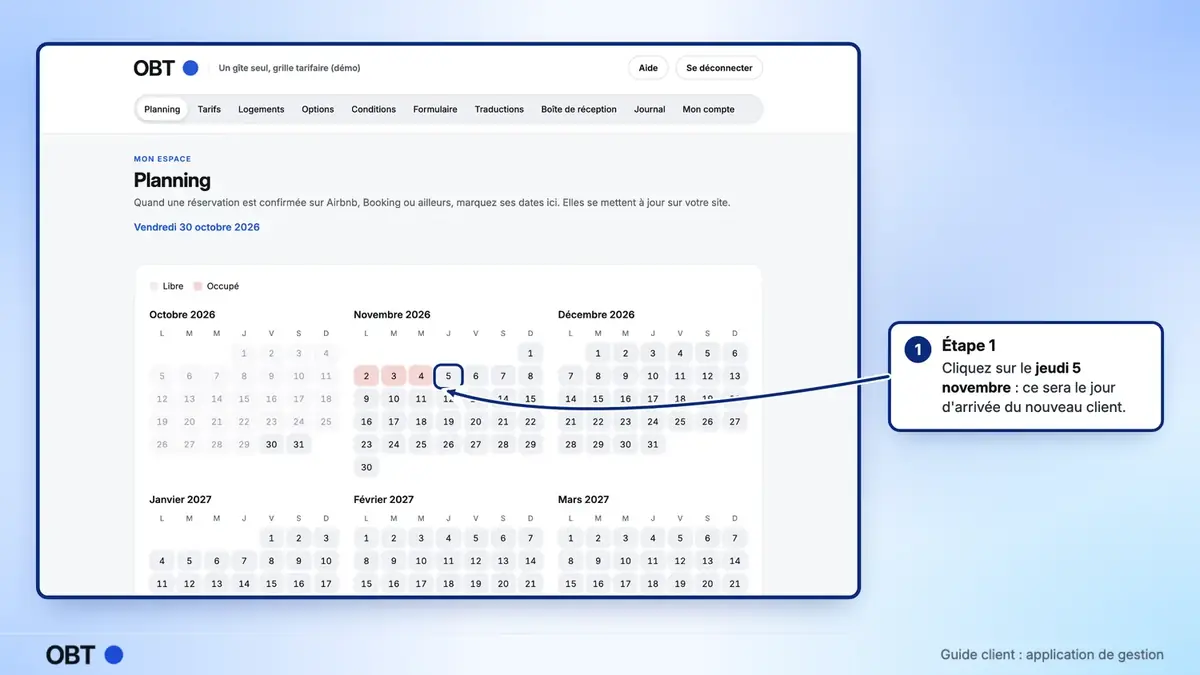 OBT
Un gîte seul, grille tarifaire (démo)
Aide
Se déconnecter
Planning Tarifs Logements Options Conditions Formulaire Traductions Boîte de réception Journal Mon compte
MON ESPACE
Planning
Quand une réservation est confirmée sur Airbnb, Booking ou ailleurs, marquez ses dates ici. Elles se mettent à jour sur votre site.
Vendredi 30 octobre 2026
Libre Occupé
Octobre 2026
L M M J V S D
1 2 3 4
5 6 7 8 9 10 11
12 13 14 15 16 17 18
19 20 21 22 23 24 25
26 27 28 29 30 31
Novembre 2026
L M M J V S D
1
2 3 4 5 6 7 8
9 10 11 14 15
16 17 18 19 20 21 22
23 24 25 26 27 28 29
30
Décembre 2026
L M M J V S D
1 2 3 4 5 6
7 8 9 10 11 12 13
14 15 16 17 18 19
21 22 23 24 25 26 27
28 29 30 31
Janvier 2027
L M M J V S D
1 2 3
4 5 6 7 8 9 10
11 12 13 14 15 16 17
Février 2027
L M M J V S D
1 2 3 4 5 6 7
8 9 10 11 12 13 14
15 16 17 18 19 20 21
Mars 2027
L M M J V S D
1 2 3 4 5 6 7
8 9 10 11 12 13 14
15 16 17 18 19 20 21
1
Étape 1
Cliquez sur le jeudi 5
novembre : ce sera le jour
d'arrivée du nouveau client.
OBT
Guide client : application de gestion